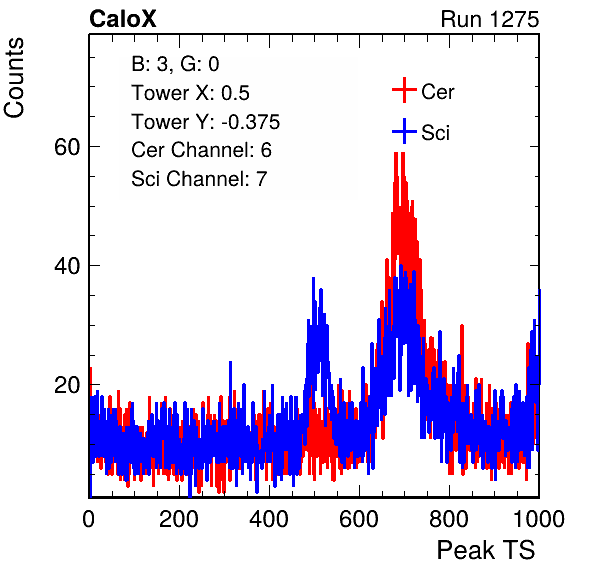 CaloX Run 1275
Counts
B: 3, G: 0
Tower X: 0.5
Tower Y: -0.375
Cer Channel: 6
Sci Channel: 7
Cer
Sci
60
40
20
0 200 400 600 800 1000
Peak TS